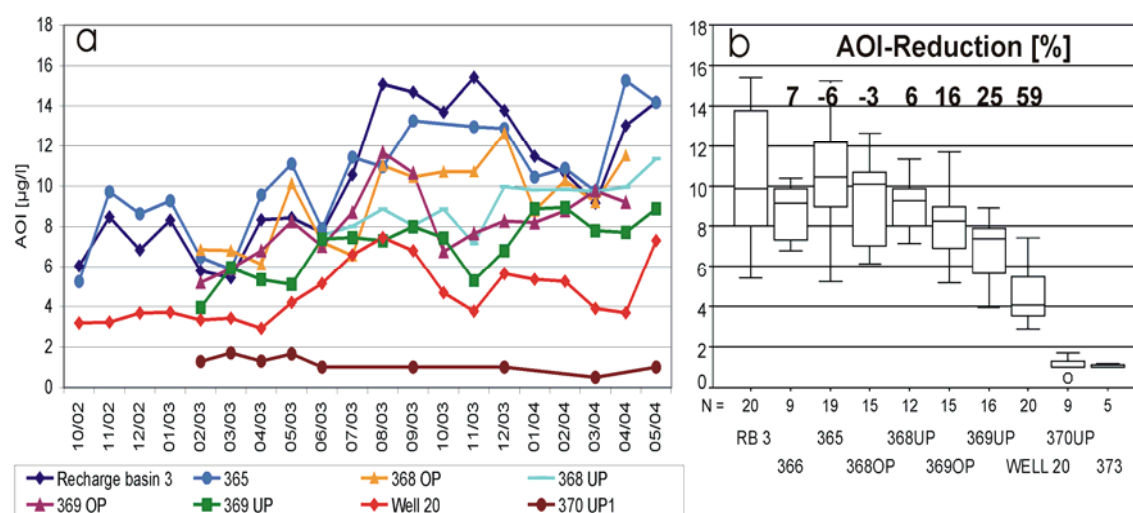 a
AOI [µg/l]
18
16
14
12
10
8
6
4
2
0
10/02 11/02 12/02 01/03 02/03 03/03 04/03 05/03 06/03 07/03 08/03 09/03 10/03 11/03 12/03 01/04 02/04 03/04 04/04 05/04
Recharge basin 3 365 368 OP 368 UP
369 OP 369 UP Well 20 370 UP1
b AOI-Reduction [%]
7 -6 -3 6 16 25 59
18
16
14
12
10
8
6
4
2
0
N = 20 9 19 15 12 15 16 20 9 5
RB 3 365 368UP 369UP 370UP
366 368OP 369OP WELL 20 373